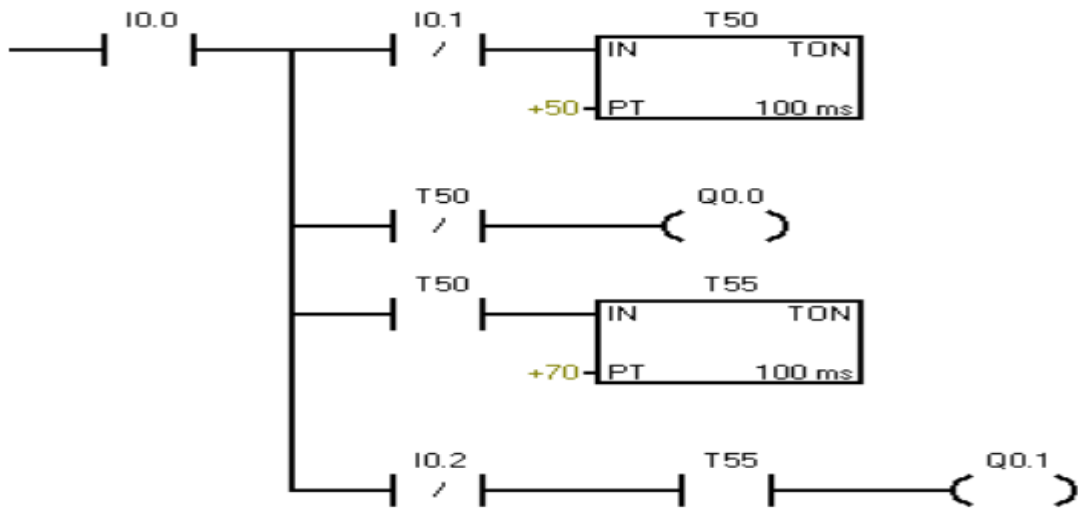 I0.0 I0.1 T50
IN TON
+50 PT 100 ms
T50 Q0.0
T50 T55
IN TON
+70 PT 100 ms
I0.2 T55 Q0.1